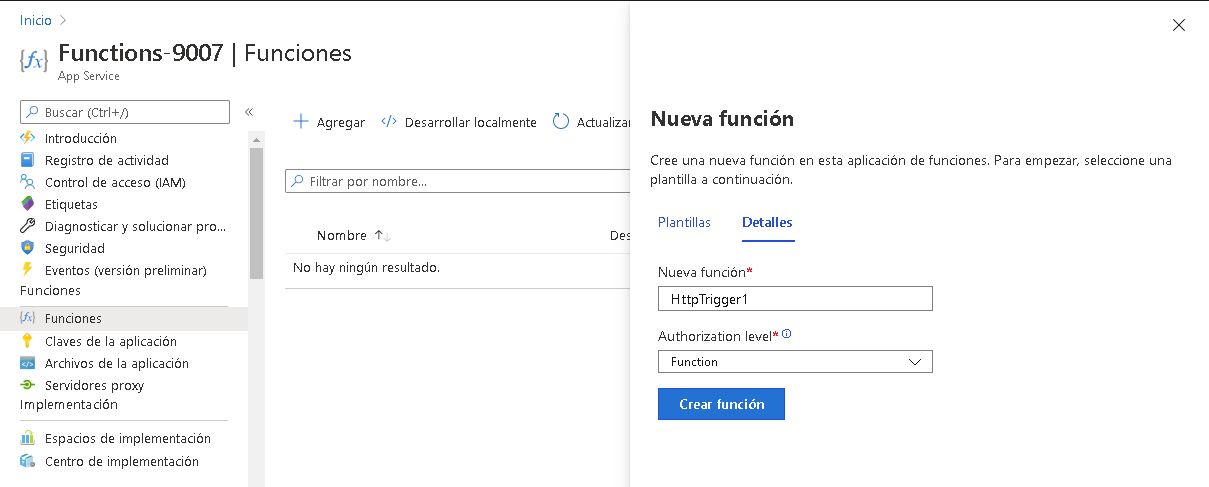 Inicio
Functions-9007 | Funciones
App Service
Buscar (Ctrl+/)
Introducción
Registro de actividad
Control de acceso (IAM)
Etiquetas
Diagnosticar y solucionar pro...
Seguridad
Eventos (versión preliminar)
Funciones
Funciones
Claves de la aplicación
Archivos de la aplicación
Servidores proxy
Implementación
Espacios de implementación
Centro de implementación
Agregar
Desarrollar localmente
Actualizar
Filtrar por nombre...
Nombre
Des
No hay ningún resultado.
Nueva función
Cree una nueva función en esta aplicación de funciones. Para empezar, seleccione una
plantilla a continuación.
Plantillas Detalles
Nueva función*
HttpTrigger1
Authorization level*
Function
Crear función